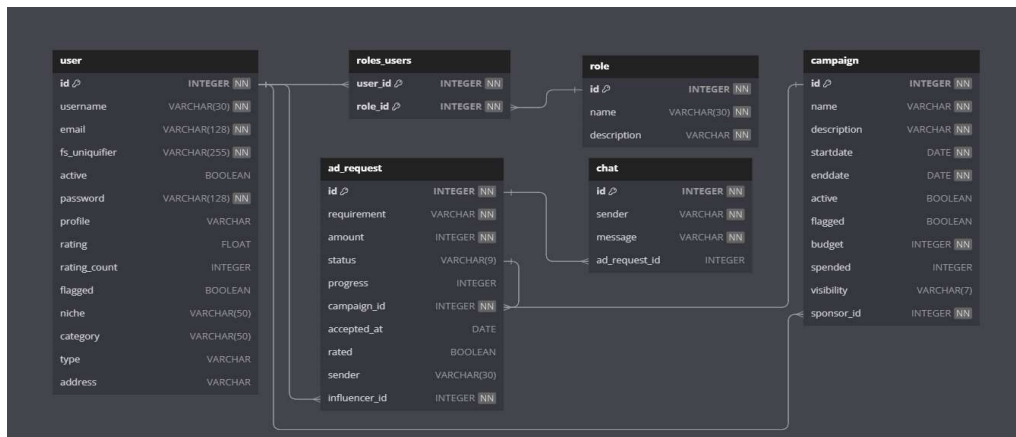 user
id INTEGER NN
username VARCHAR(30) NN
email VARCHAR(128) NN
fs_uniquifier VARCHAR(255) NN
active BOOLEAN
password VARCHAR(128) NN
profile VARCHAR
rating FLOAT
rating_count INTEGER
flagged BOOLEAN
niche VARCHAR(50)
category VARCHAR(50)
type VARCHAR
address VARCHAR
roles_users
user_id INTEGER NN
role_id INTEGER NN
role
id INTEGER NN
name VARCHAR(30) NN
description VARCHAR NN
ad_request
id INTEGER NN
requirement VARCHAR NN
amount INTEGER NN
status VARCHAR(9)
progress INTEGER
campaign_id INTEGER NN
accepted_at DATE
rated BOOLEAN
sender VARCHAR(30)
influencer_id INTEGER NN
chat
id INTEGER NN
sender VARCHAR NN
message VARCHAR NN
ad_request_id INTEGER
campaign
id INTEGER NN
name VARCHAR NN
description VARCHAR NN
startdate DATE NN
enddate DATE NN
active BOOLEAN
flagged BOOLEAN
budget INTEGER NN
spended INTEGER
visibility VARCHAR(7)
sponsor_id INTEGER NN